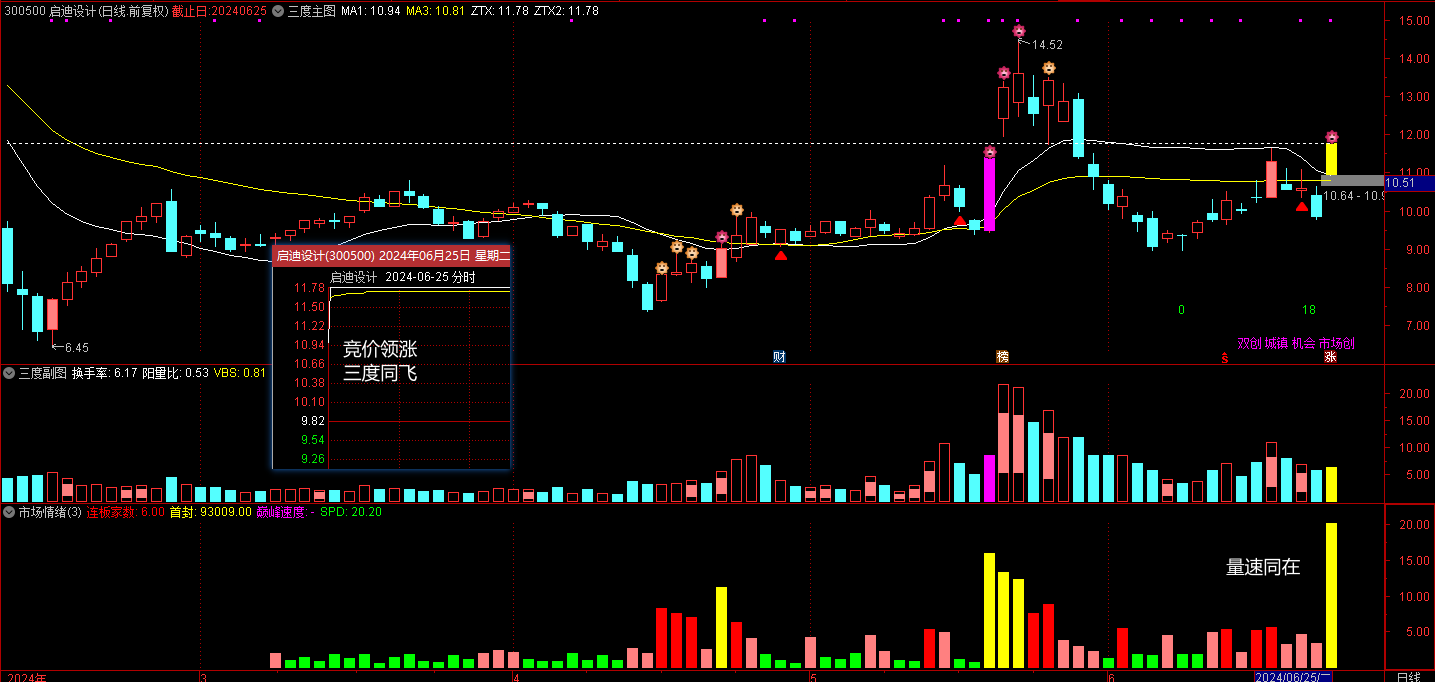 300500 启迪设计(日线.前复权) 截止日:20240625 三度主图 MA1: 10.94 MA3: 10.81 ZTX: 11.78 ZTX2: 11.78
15.00
14.52
14.00
13.00
12.00
11.00
10.51
10.64 - 10.9
10.00
9.00
8.00
7.00
0
18
6.45
双创 城镇 机会 市场创
财
榜
涨
启迪设计(300500) 2024年06月25日 星期二
启迪设计 2024-06-25 分时
11.78
11.50
11.22
10.94
10.66
10.38
10.10
9.82
9.54
9.26
竞价领涨
三度同飞
三度副图 换手率: 6.17 阳量比: 0.53 VBS: 0.81
20.00
15.00
10.00
5.00
市场情绪(3) 连板家数: 6.00 首封: 93009.00 巅峰速度: - SPD: 20.20
20.00
15.00
10.00
5.00
量速同在
2024年 3 4 5 6 2024/06/25/二 日线